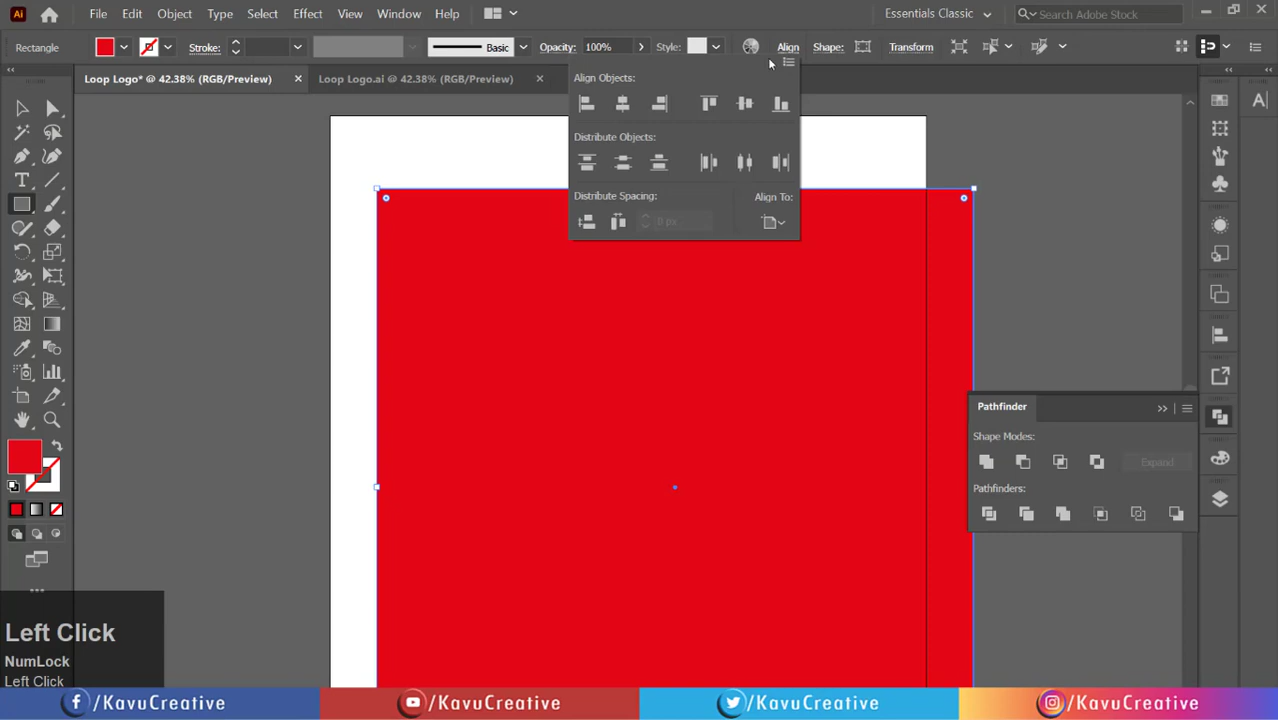 Ai File Edit Object Type Select Effect View Window Help Essentials Classic Search Adobe Stock
Rectangle Stroke: Basic Opacity: 100% Style: Align Shape: Transform
Loop Logo* @ 42.38% (RGB/Preview) Loop Logo.ai @ 42.38% (RGB/Preview)
Align Objects:
Distribute Objects:
Distribute Spacing: Align To:
0 px
Pathfinder
Shape Modes:
Expand
Pathfinders:
Left Click
NumLock
Left Click
/KavuCreative /KavuCreative /KavuCreative /KavuCreative